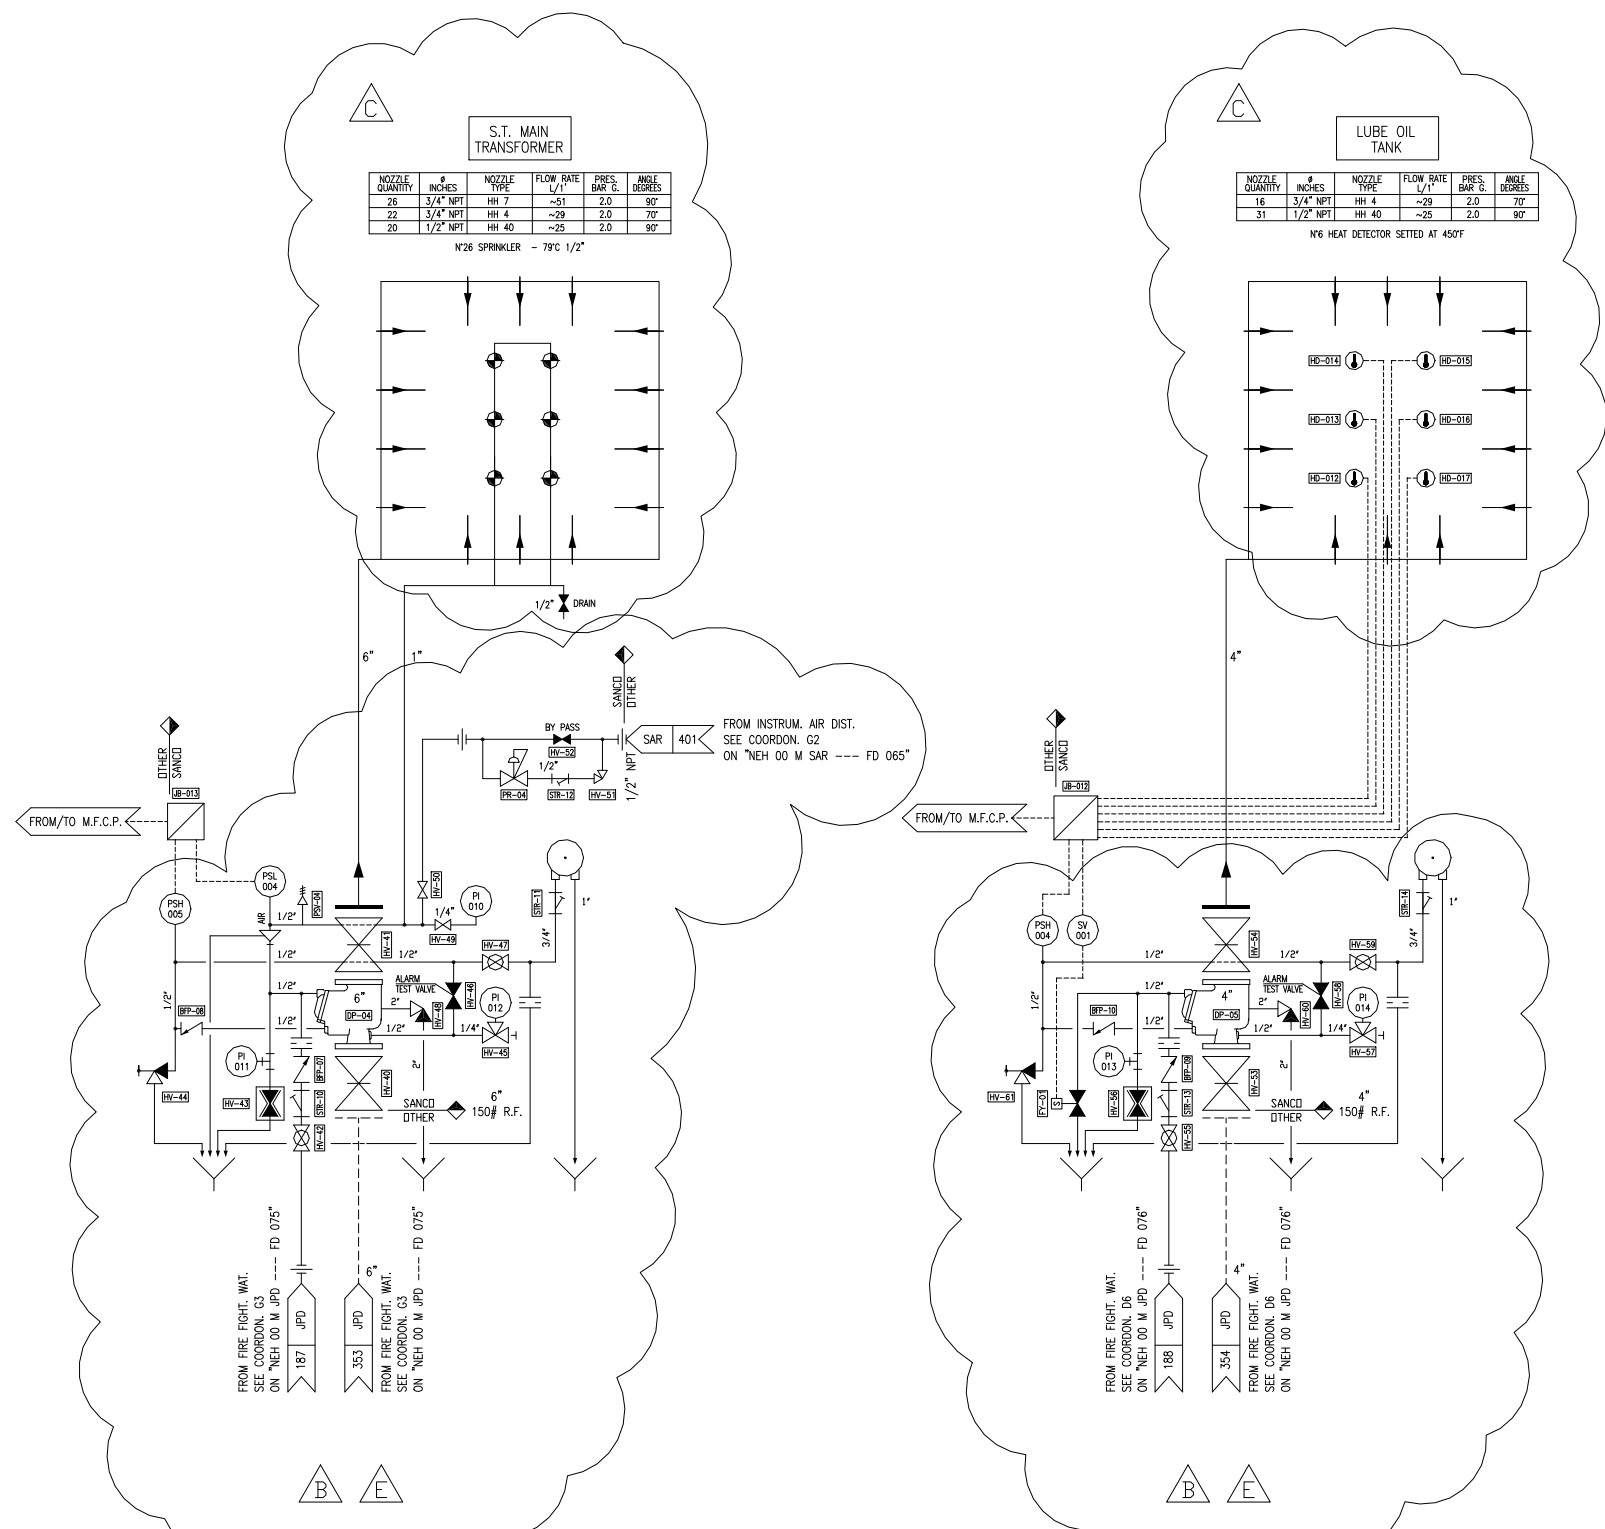 C
S.T. MAIN
TRANSFORMER
NOZZLE QUANTITY ø INCHES NOZZLE TYPE FLOW RATE L/1' PRES. BAR G. ANGLE DEGREES
26 3/4" NPT HH 7 ~51 2.0 90°
22 3/4" NPT HH 4 ~29 2.0 70°
20 1/2" NPT HH 40 ~25 2.0 90°
N°26 SPRINKLER - 79°C 1/2"
1/2" DRAIN
6"
1"
SANCO
OTHER
OTHER
SANCO
BY PASS
HV-52
1/2"
PR-04
STR-12
HV-51
1/2" NPT
SAR 401
FROM INSTRUM. AIR DIST.
SEE COORDON. G2
ON "NEH 00 M SAR --- FD 065"
JB-013
FROM/TO M.F.C.P.
PSL
004
PSH
005
PSV-04
HV-50
PI
010
STR-11
1"
AIR
1/2"
1/4"
HV-49
HV-41
HV-47
3/4"
1/2"
1/2"
1/2"
1/2"
ALARM
TEST VALVE
HV-46
6"
DP-04
2"
HV-48
PI
012
BFP-08
1/2"
1/2"
1/4"
HV-45
PI
011
BFP-07
2"
HV-44
HV-43
STR-10
HV-40
6"
150# R.F.
SANCO
OTHER
HV-42
FROM FIRE FIGHT. WAT.
SEE COORDON. G3
ON "NEH 00 M JPD ---- FD 075"
JPD
187
6"
JPD
353
FROM FIRE FIGHT. WAT.
SEE COORDON. G3
ON "NEH 00 M JPD ---- FD 075"
B
E
C
LUBE OIL
TANK
NOZZLE QUANTITY ø INCHES NOZZLE TYPE FLOW RATE L/1' PRES. BAR G. ANGLE DEGREES
16 3/4" NPT HH 4 ~29 2.0 70°
31 1/2" NPT HH 40 ~25 2.0 90°
N°6 HEAT DETECTOR SETTED AT 450°F
HD-014
HD-015
HD-013
HD-016
HD-012
HD-017
4"
OTHER
SANCO
JB-012
FROM/TO M.F.C.P.
PSH
004
SV
001
STR-14
1"
HV-54
HV-59
3/4"
1/2"
1/2"
1/2"
1/2"
ALARM
TEST VALVE
HV-58
4"
DP-05
2"
HV-60
PI
014
BFP-10
1/2"
1/2"
1/4"
HV-57
PI
013
BFP-09
2"
HV-61
FY-01
S
HV-56
STR-13
HV-53
4"
150# R.F.
SANCO
OTHER
HV-55
FROM FIRE FIGHT. WAT.
SEE COORDON. D6
ON "NEH 00 M JPD ---- FD 076"
JPD
188
4"
JPD
354
FROM FIRE FIGHT. WAT.
SEE COORDON. D6
ON "NEH 00 M JPD ---- FD 076"
B
E